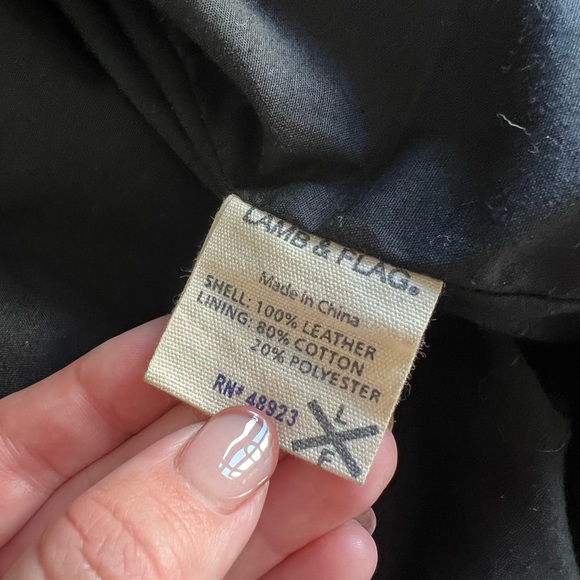 LAMB & FLAG®
Made in China
SHELL: 100% LEATHER
LINING: 80% COTTON
20% POLYESTER
RN# 48923
L